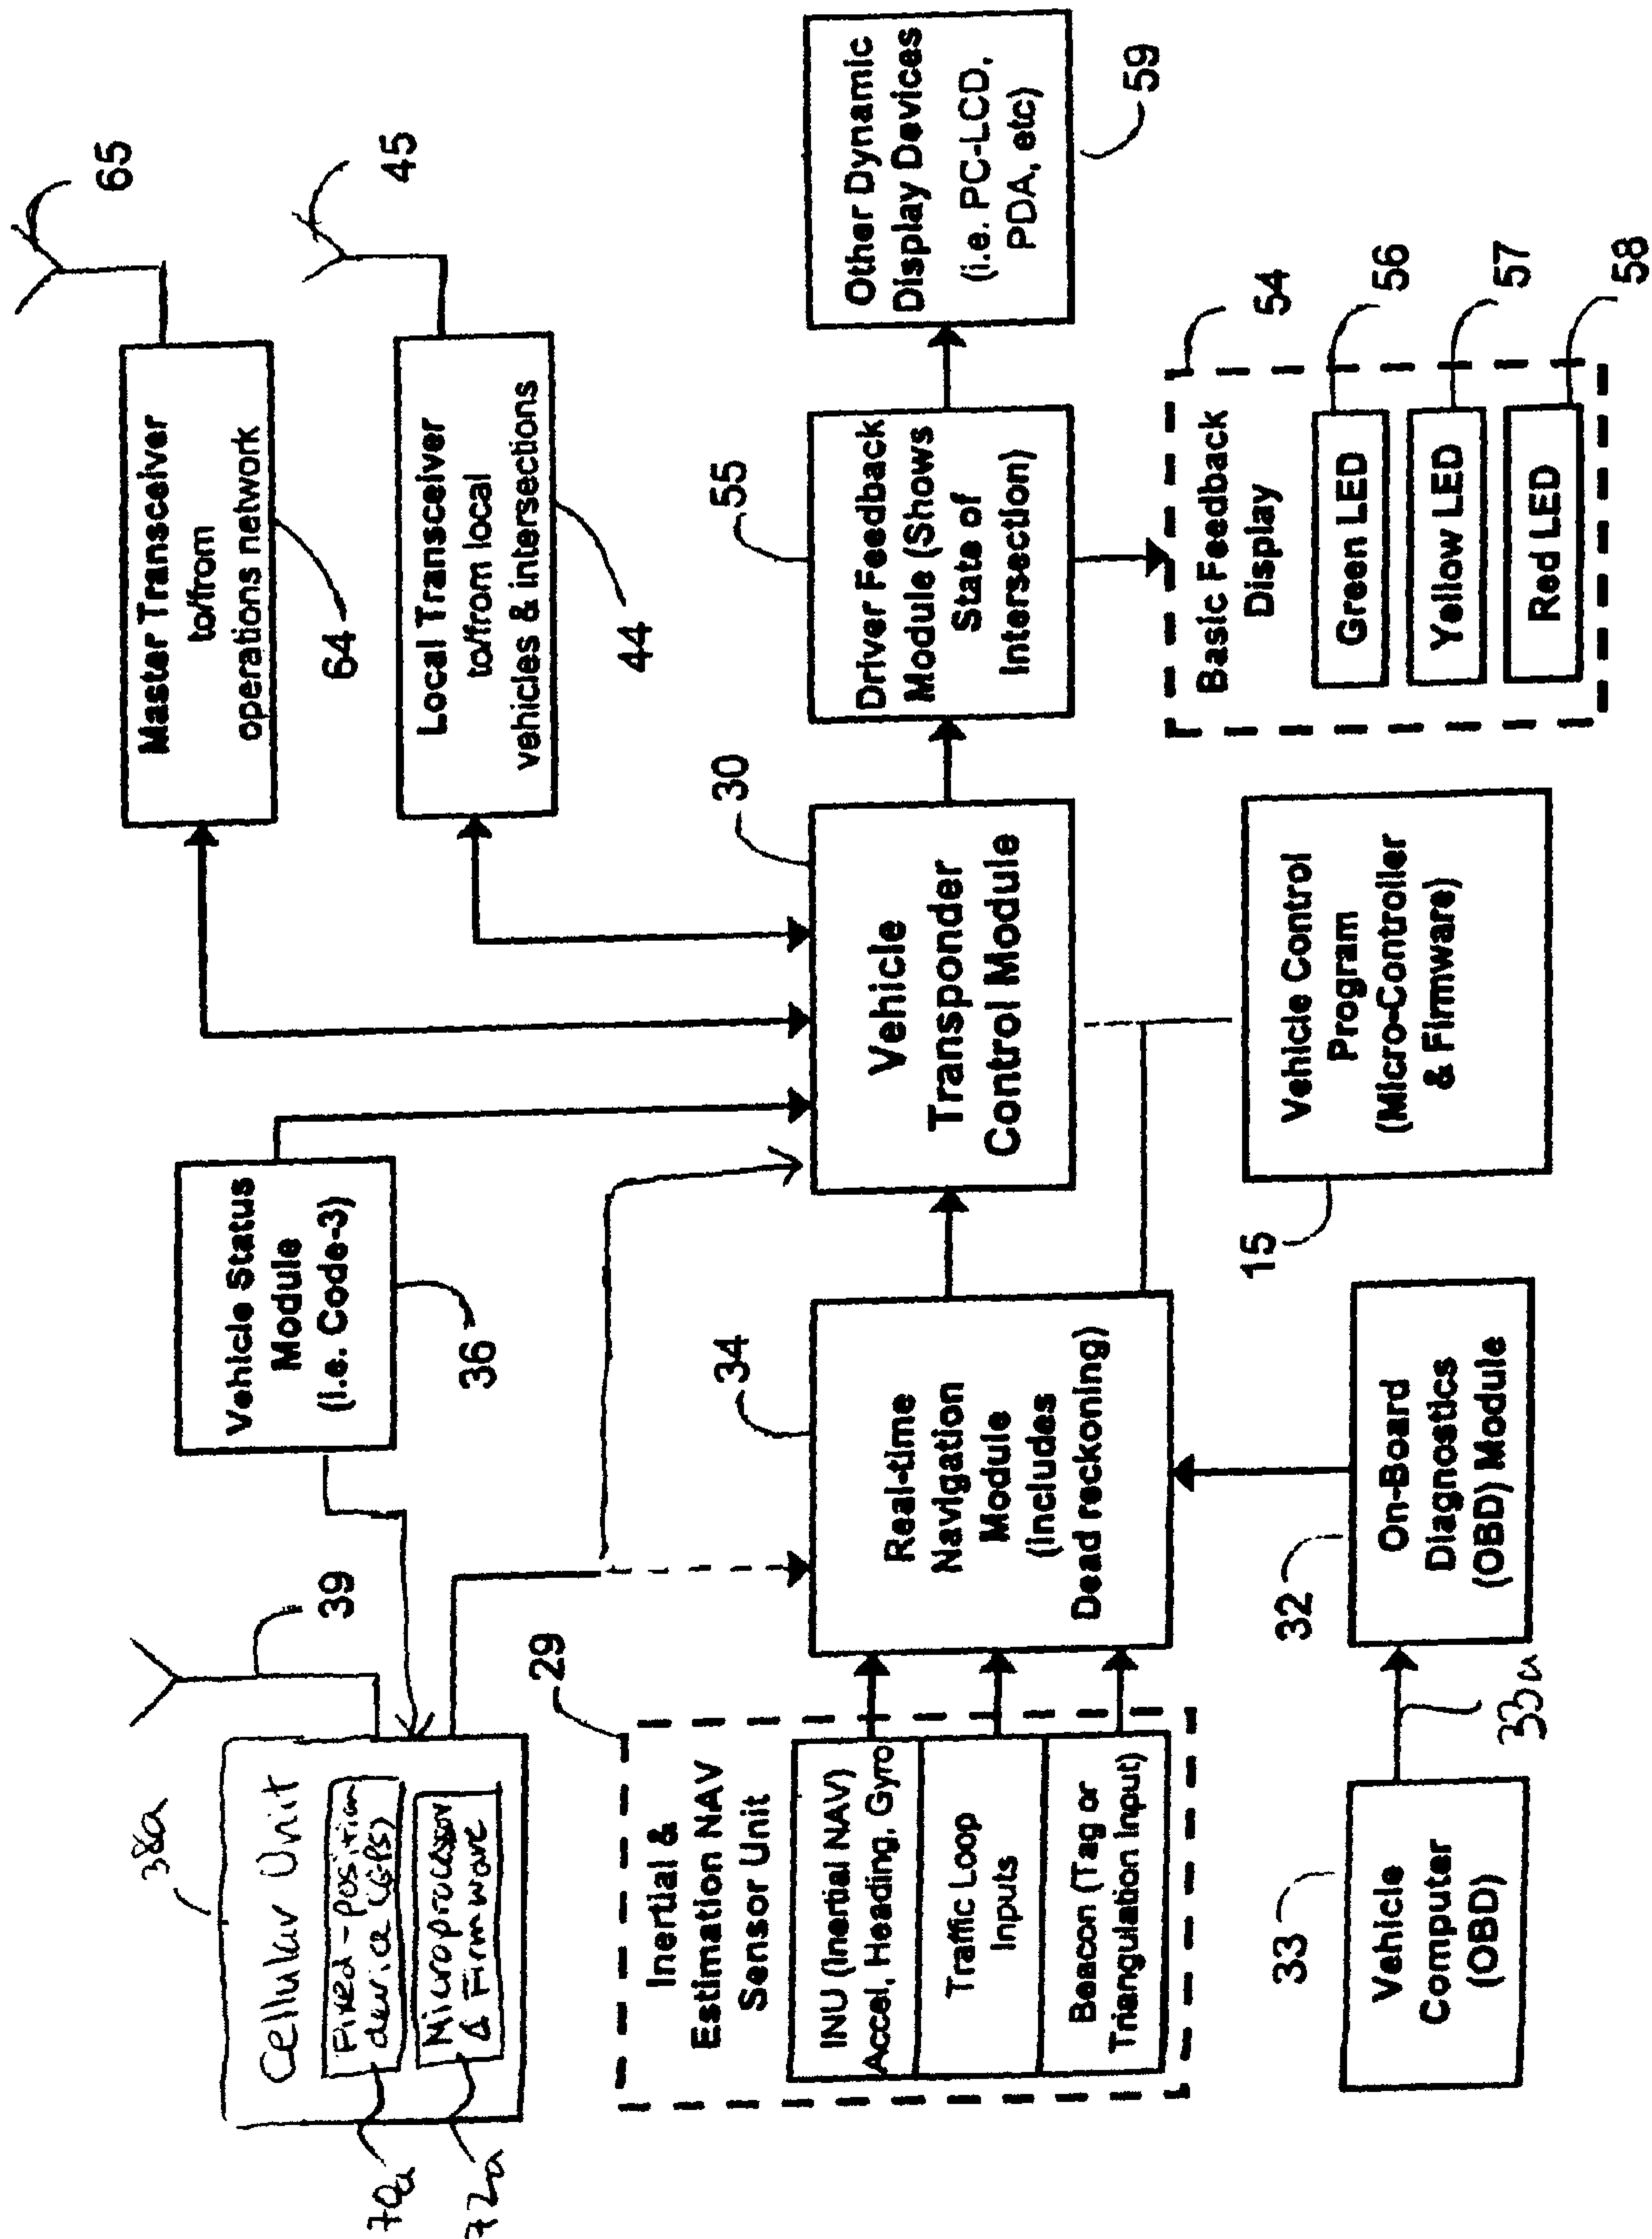 38a
Cellular Unit
Fixed-position
device (GPS)
Microprocessor
& Firmware
70a
72a
39
Vehicle Status
Module
(i.e. Code-3)
36
Master Transceiver
to/from
operations network
64
65
Local Transceiver
to/from local
vehicles & intersections
44
45
29
Inertial &
Estimation NAV
Sensor Unit
INU (Inertial NAV)
Accel, Heading, Gyro
Traffic Loop
Inputs
Beacon (Tag or
Triangulation Input)
34
Real-time
Navigation
Module
(includes
Dead reckoning)
30
Vehicle
Transponder
Control Module
55
Driver Feedback
Module (Shows
State of
Intersection)
Other Dynamic
Display Devices
(i.e. PC-LCD,
PDA, etc)
59
33
Vehicle
Computer
(OBD)
33a
32
On-Board
Diagnostics
(OBD) Module
15
Vehicle Control
Program
(Micro-Controller
& Firmware)
54
Basic Feedback
Display
Green LED
56
Yellow LED
57
Red LED
58